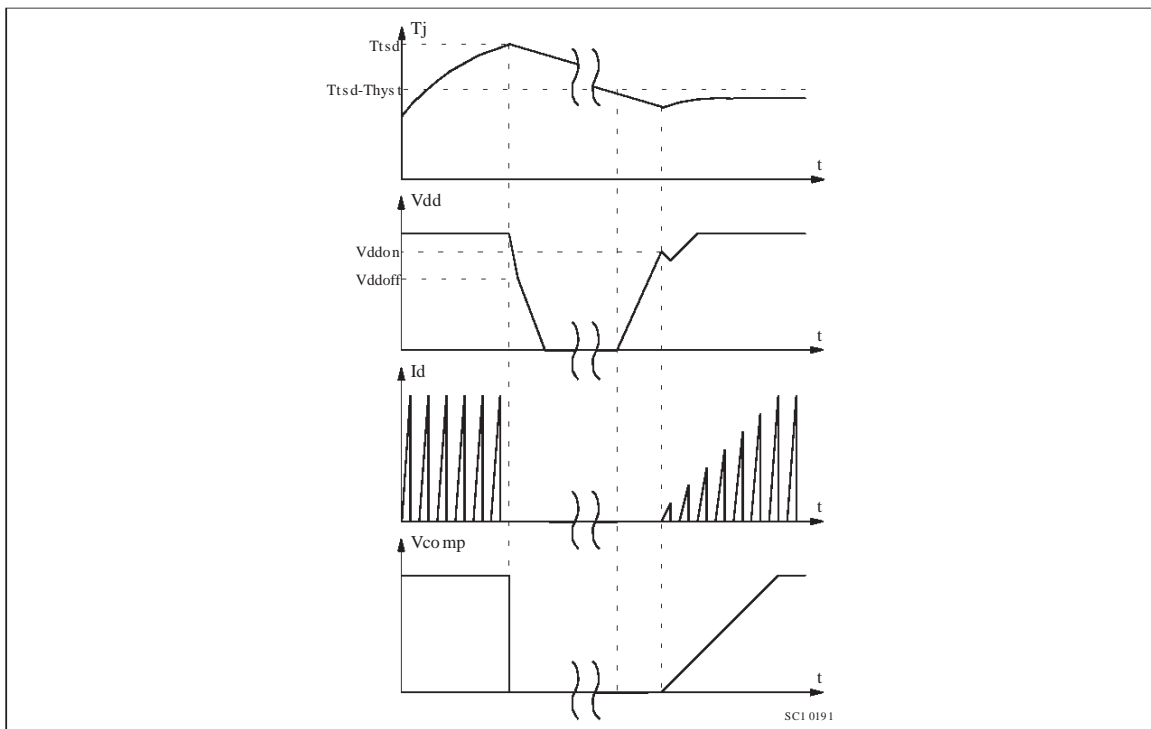 Tj
Ttsd
Ttsd-Thyst
t
Vdd
Vddon
Vddoff
t
Id
t
Vcomp
t
SC10191